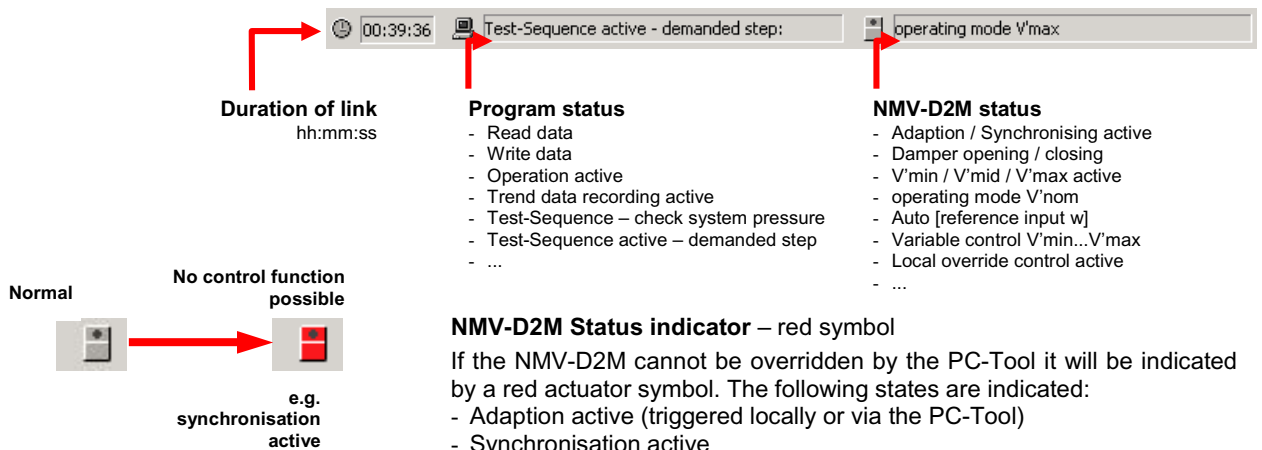 00:39:36 Test-Sequence active - demanded step: operating mode V'max
Duration of link
hh:mm:ss
Program status
- Read data
- Write data
- Operation active
- Trend data recording active
- Test-Sequence – check system pressure
- Test-Sequence active – demanded step
- ...
NMV-D2M status
- Adaption / Synchronising active
- Damper opening / closing
- V'min / V'mid / V'max active
- operating mode V'nom
- Auto [reference input w]
- Variable control V'min...V'max
- Local override control active
- ...
Normal
No control function
possible
e.g.
synchronisation
active
NMV-D2M Status indicator – red symbol
If the NMV-D2M cannot be overridden by the PC-Tool it will be indicated
by a red actuator symbol. The following states are indicated:
- Adaption active (triggered locally or via the PC-Tool)
- Synchronisation active